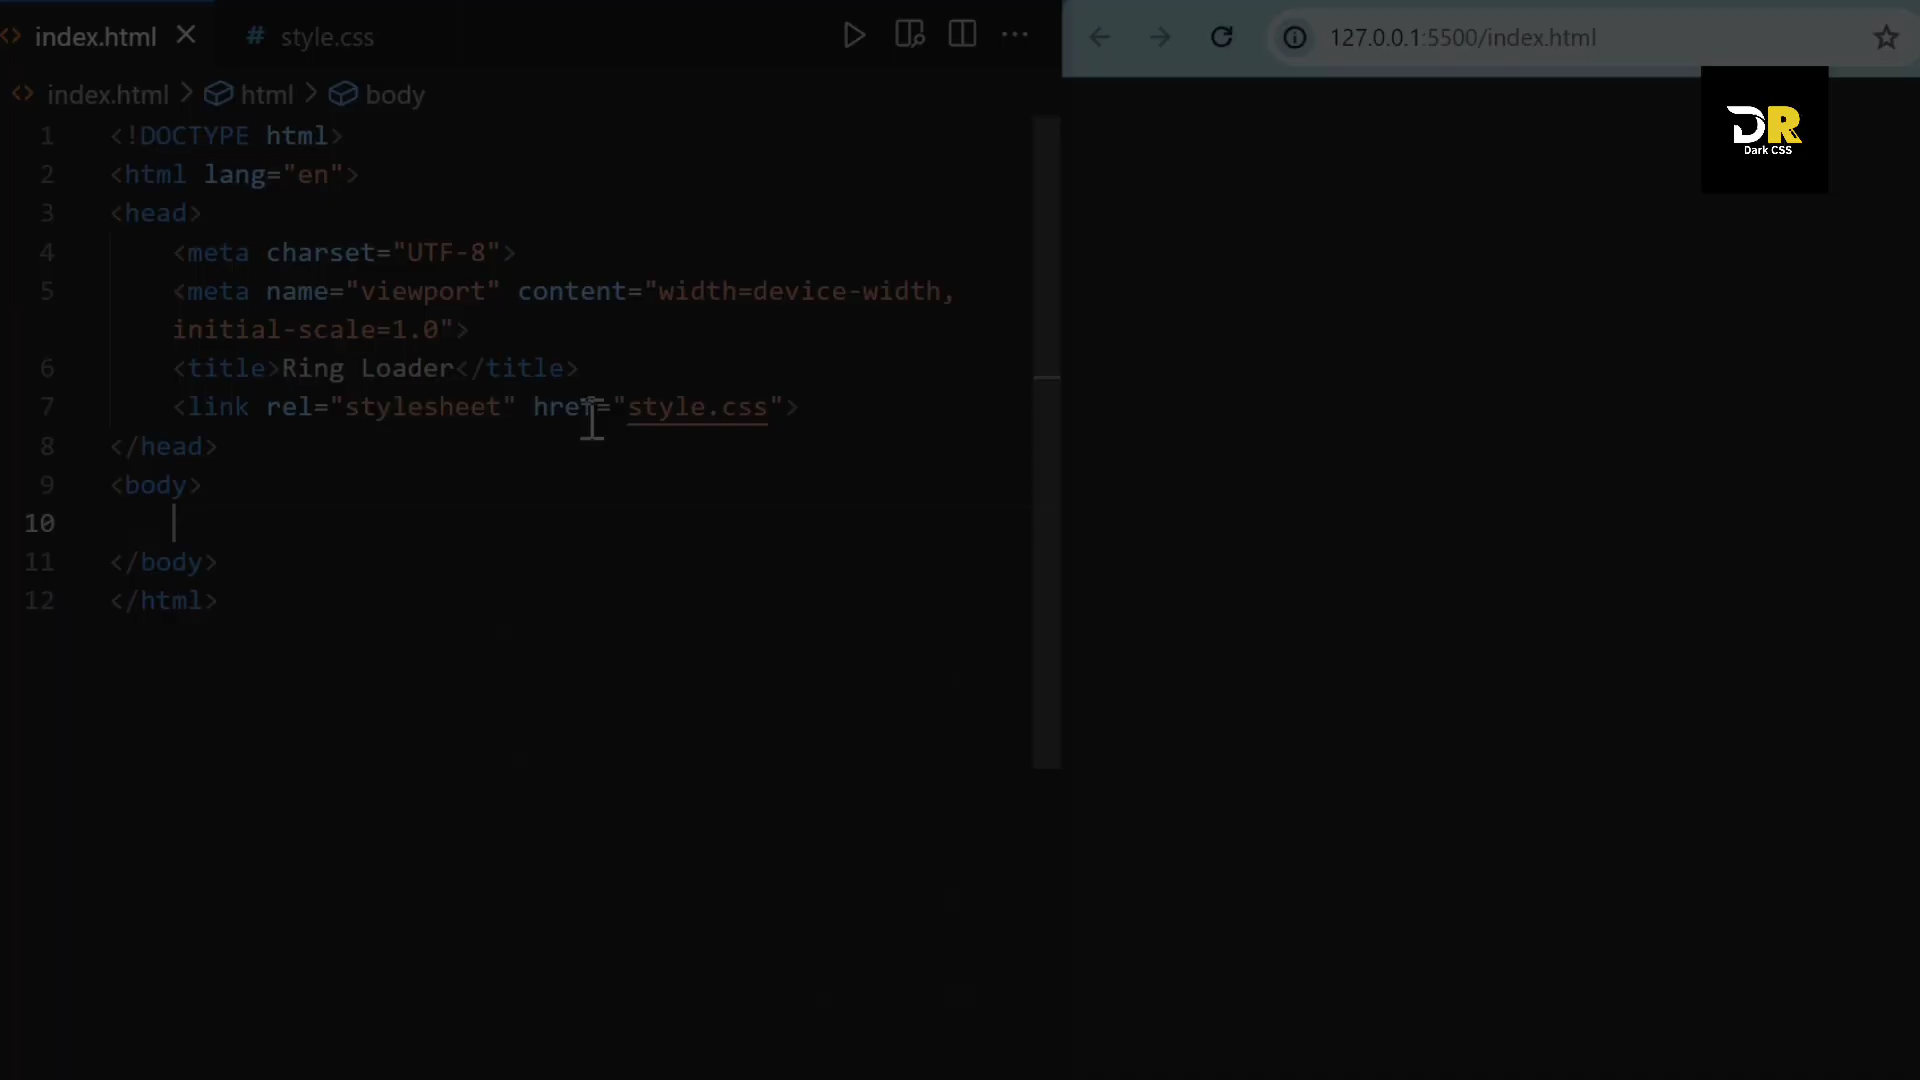 index.html
style.css
127.0.0.1:5500/index.html
index.html > html > body
DR
Dark CSS
1 <!DOCTYPE html>
2 <html lang="en">
3 <head>
4 <meta charset="UTF-8">
5 <meta name="viewport" content="width=device-width,
initial-scale=1.0">
6 <title>Ring Loader</title>
7 <link rel="stylesheet" href="style.css">
8 </head>
9 <body>
10
11 </body>
12 </html>